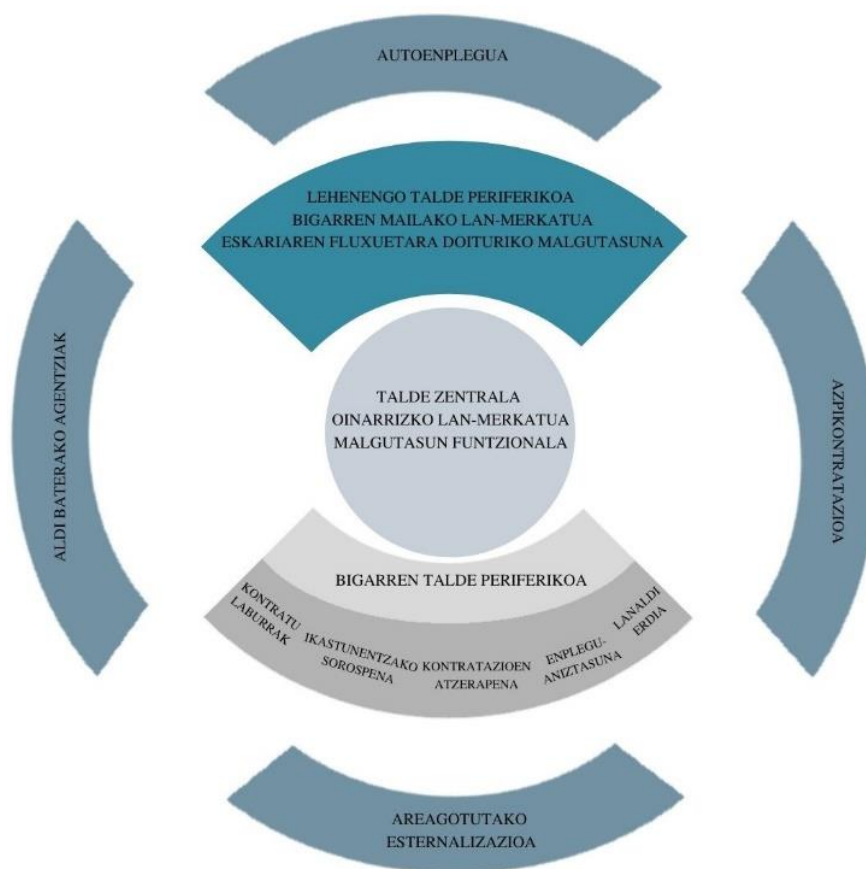 AUTOENPLEGUA
LEHENENGO TALDE PERIFERIKOA
BIGARREN MAILAKO LAN-MERKATUA
ESKARIAREN FLUXUETARA DOITURIKO MALGUTASUNA
ALDI BATERAKO AGENTZIAK
TALDE ZENTRALA
OINARRIZKO LAN-MERKATUA
MALGUTASUN FUNTZIONALA
AZPIKONTRATAZIOA
BIGARREN TALDE PERIFERIKOA
KONTRATU
LABURRAK
IKASTUNENTZAKO
SOROSPENA
KONTRATAZIOEN
ATZERAPENA
ENPLEGU-
ANIZTASUNA
LANALDI
ERDIA
AREAGOTUTAKO
ESTERNALIZAZIOA